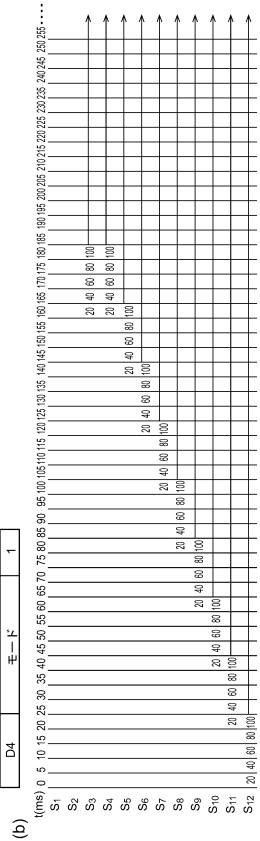 (b)
D4 モード 1
t(ms) 0 5 10 15 20 25 30 35 40 45 50 55 60 65 70 75 80 85 90 95 100 105 110 115 120 125 130 135 140 145 150 155 160 165 170 175 180 185 190 195 200 205 210 215 220 225 230 235 240 245 250 255 ····
S1
S2
S3 20 40 60 80 100
S4 20 40 60 80 100
S5 20 40 60 80 100
S6 20 40 60 80 100
S7 20 40 60 80 100
S8 20 40 60 80 100
S9 20 40 60 80 100
S10 20 40 60 80 100
S11 20 40 60 80 100
S12 20 40 60 80 100